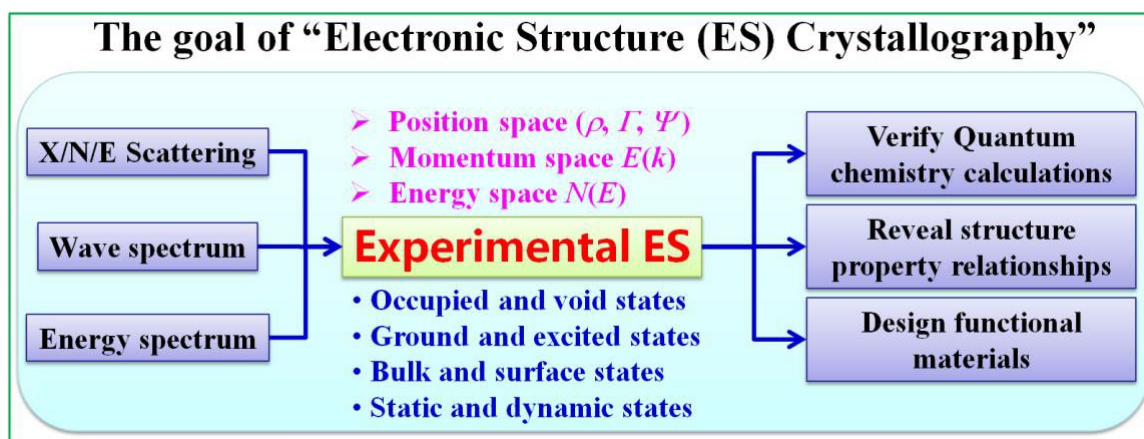 The goal of “Electronic Structure (ES) Crystallography”
X/N/E Scattering
Wave spectrum
Energy spectrum
➢ Position space (ρ, Γ, Ψ)
➢ Momentum space E(k)
➢ Energy space N(E)
Experimental ES
• Occupied and void states
• Ground and excited states
• Bulk and surface states
• Static and dynamic states
Verify Quantum
chemistry calculations
Reveal structure
property relationships
Design functional
materials